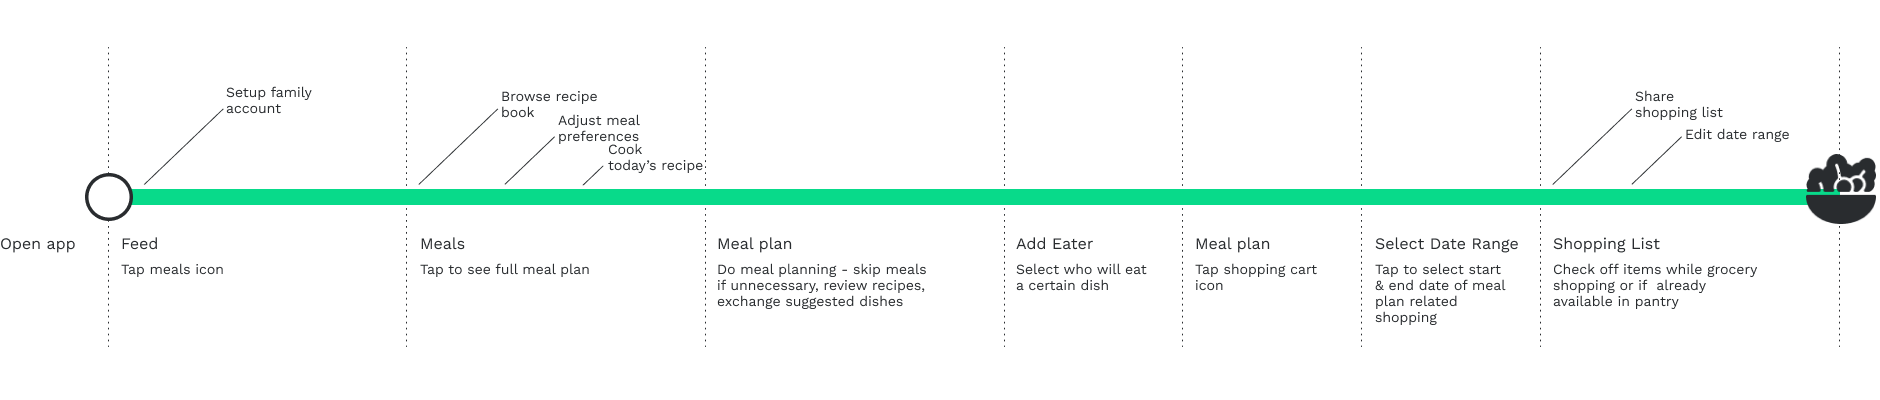 Setup family
account
Browse recipe
book
Adjust meal
preferences
Cook
today’s recipe
Share
shopping list
Edit date range
Open app
Feed
Tap meals icon
Meals
Tap to see full meal plan
Meal plan
Do meal planning - skip meals
if unnecessary, review recipes,
exchange suggested dishes
Add Eater
Select who will eat
a certain dish
Meal plan
Tap shopping cart
icon
Select Date Range
Tap to select start
& end date of meal
plan related
shopping
Shopping List
Check off items while grocery
shopping or if  already
available in pantry